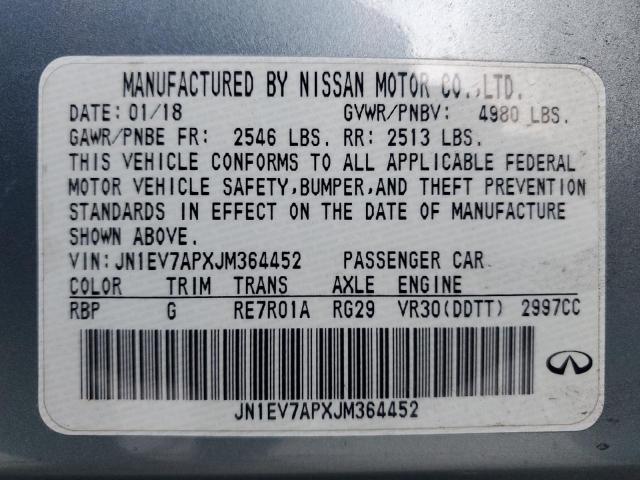 MANUFACTURED BY NISSAN MOTOR CO.,LTD.
DATE: 01/18 GVWR/PNBV: 4980 LBS.
GAWR/PNBE FR: 2546 LBS. RR: 2513 LBS.
THIS VEHICLE CONFORMS TO ALL APPLICABLE FEDERAL
MOTOR VEHICLE SAFETY,BUMPER,AND THEFT PREVENTION
STANDARDS IN EFFECT ON THE DATE OF MANUFACTURE
SHOWN ABOVE.
VIN:JN1EV7APXJM364452 PASSENGER CAR
COLOR TRIM TRANS AXLE ENGINE
RBP G RE7R01A RG29 VR30(DDTT) 2997CC
JN1EV7APXJM364452